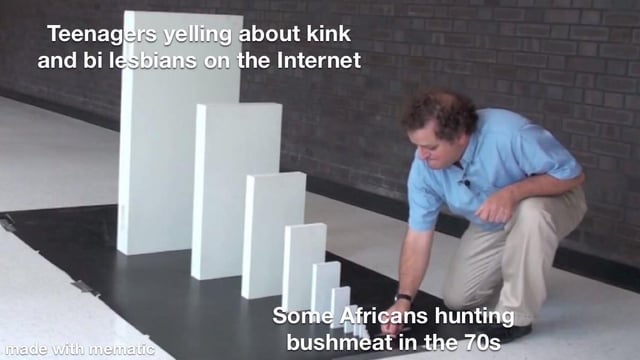 Teenagers yelling about kink
and bi lesbians on the Internet
Some Africans hunting
bushmeat in the 70s
made with mematic